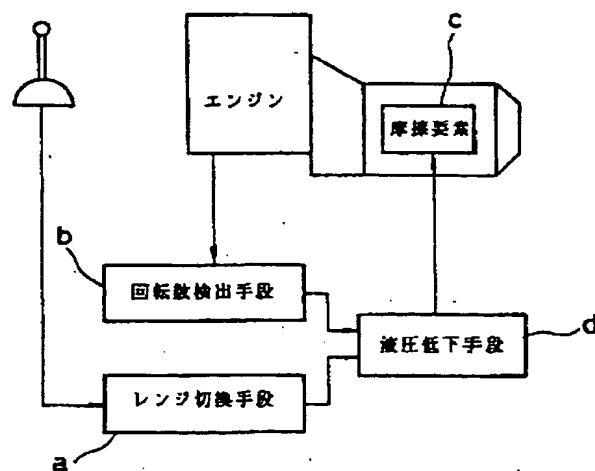 c
エンジン
摩擦要素
b
回転数検出手段
液圧低下手段
d
レンジ切換手段
a